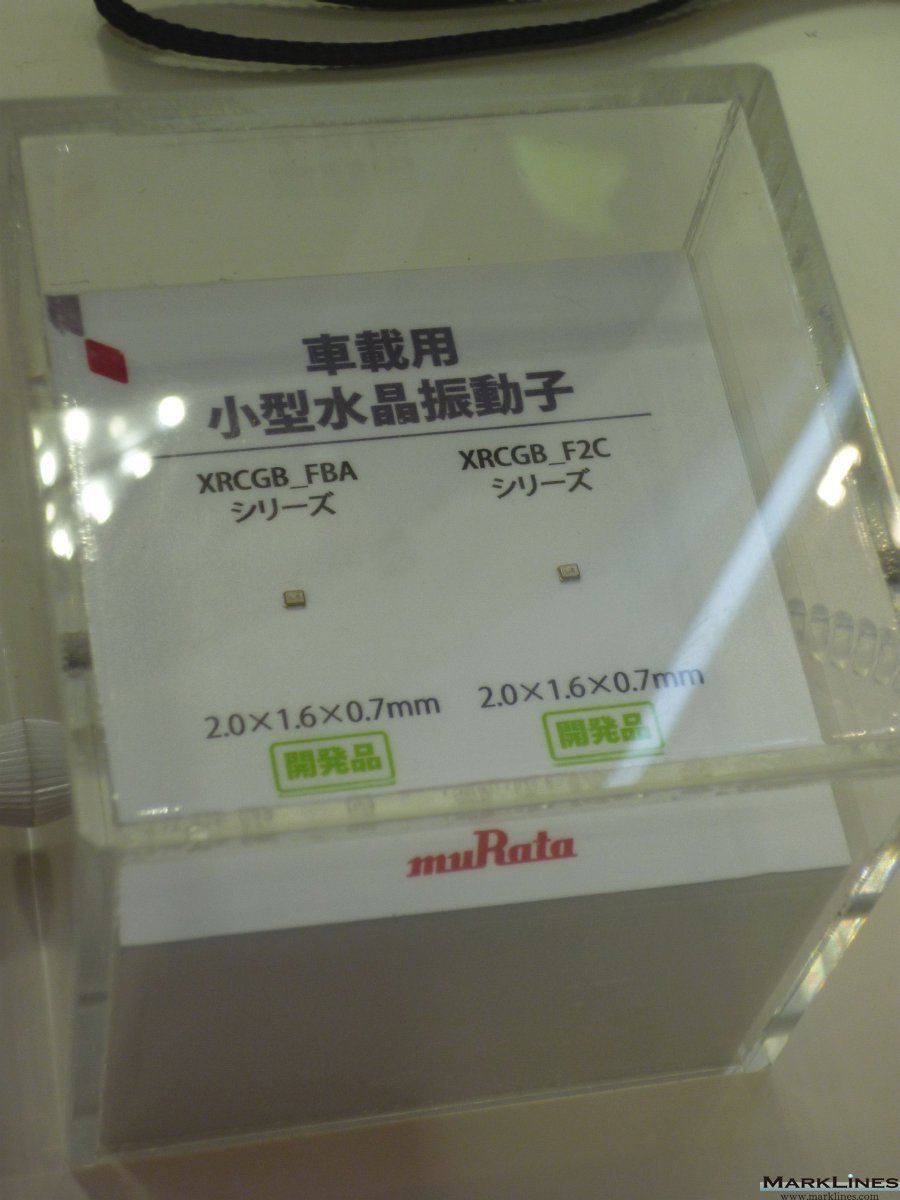 車載用
小型水晶振動子
XRCGB_FBA
シリーズ
XRCGB_F2C
シリーズ
2.0×1.6×0.7mm
開発品
2.0×1.6×0.7mm
開発品
muRata
MARKLINES
www.marklines.com